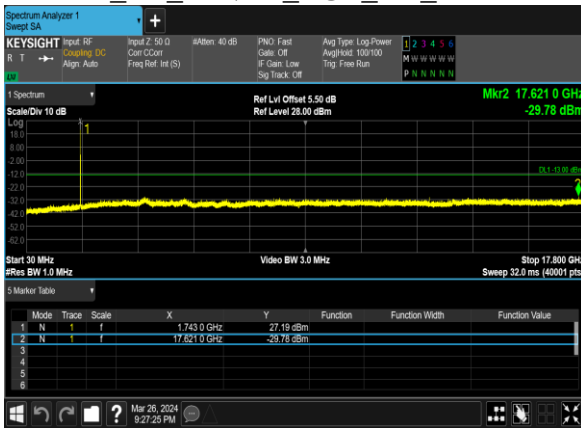 Spectrum Analyzer 1
Swept SA
+
KEYSIGHT
R T
LV
Input: RF
Coupling: DC
Align: Auto
Input Z: 50 Ω
Corr CCorr
Freq Ref: Int (S)
#Atten: 40 dB
PNO: Fast
Gate: Off
IF Gain: Low
Sig Track: Off
Avg Type: Log-Power
Avg|Hold: 100/100
Trig: Free Run
1 2 3 4 5 6
M W W W W W
P N N N N N
1 Spectrum
Scale/Div 10 dB
Ref Lvl Offset 5.50 dB
Ref Level 28.00 dBm
Mkr2 17.621 0 GHz
-29.78 dBm
Log
1
18.0
8.00
-2.00
DL1 -13.00 dBm
-12.0
-22.0
2
-32.0
-42.0
-52.0
-62.0
Start 30 MHz
#Res BW 1.0 MHz
Video BW 3.0 MHz
Stop 17.800 GHz
Sweep 32.0 ms (40001 pts)
5 Marker Table
Mode Trace Scale X Y Function Function Width Function Value
1 N 1 f 1.743 0 GHz 27.19 dBm
2 N 1 f 17.621 0 GHz -29.78 dBm
3
4
5
6
?
Mar 26, 2024
9:27:25 PM